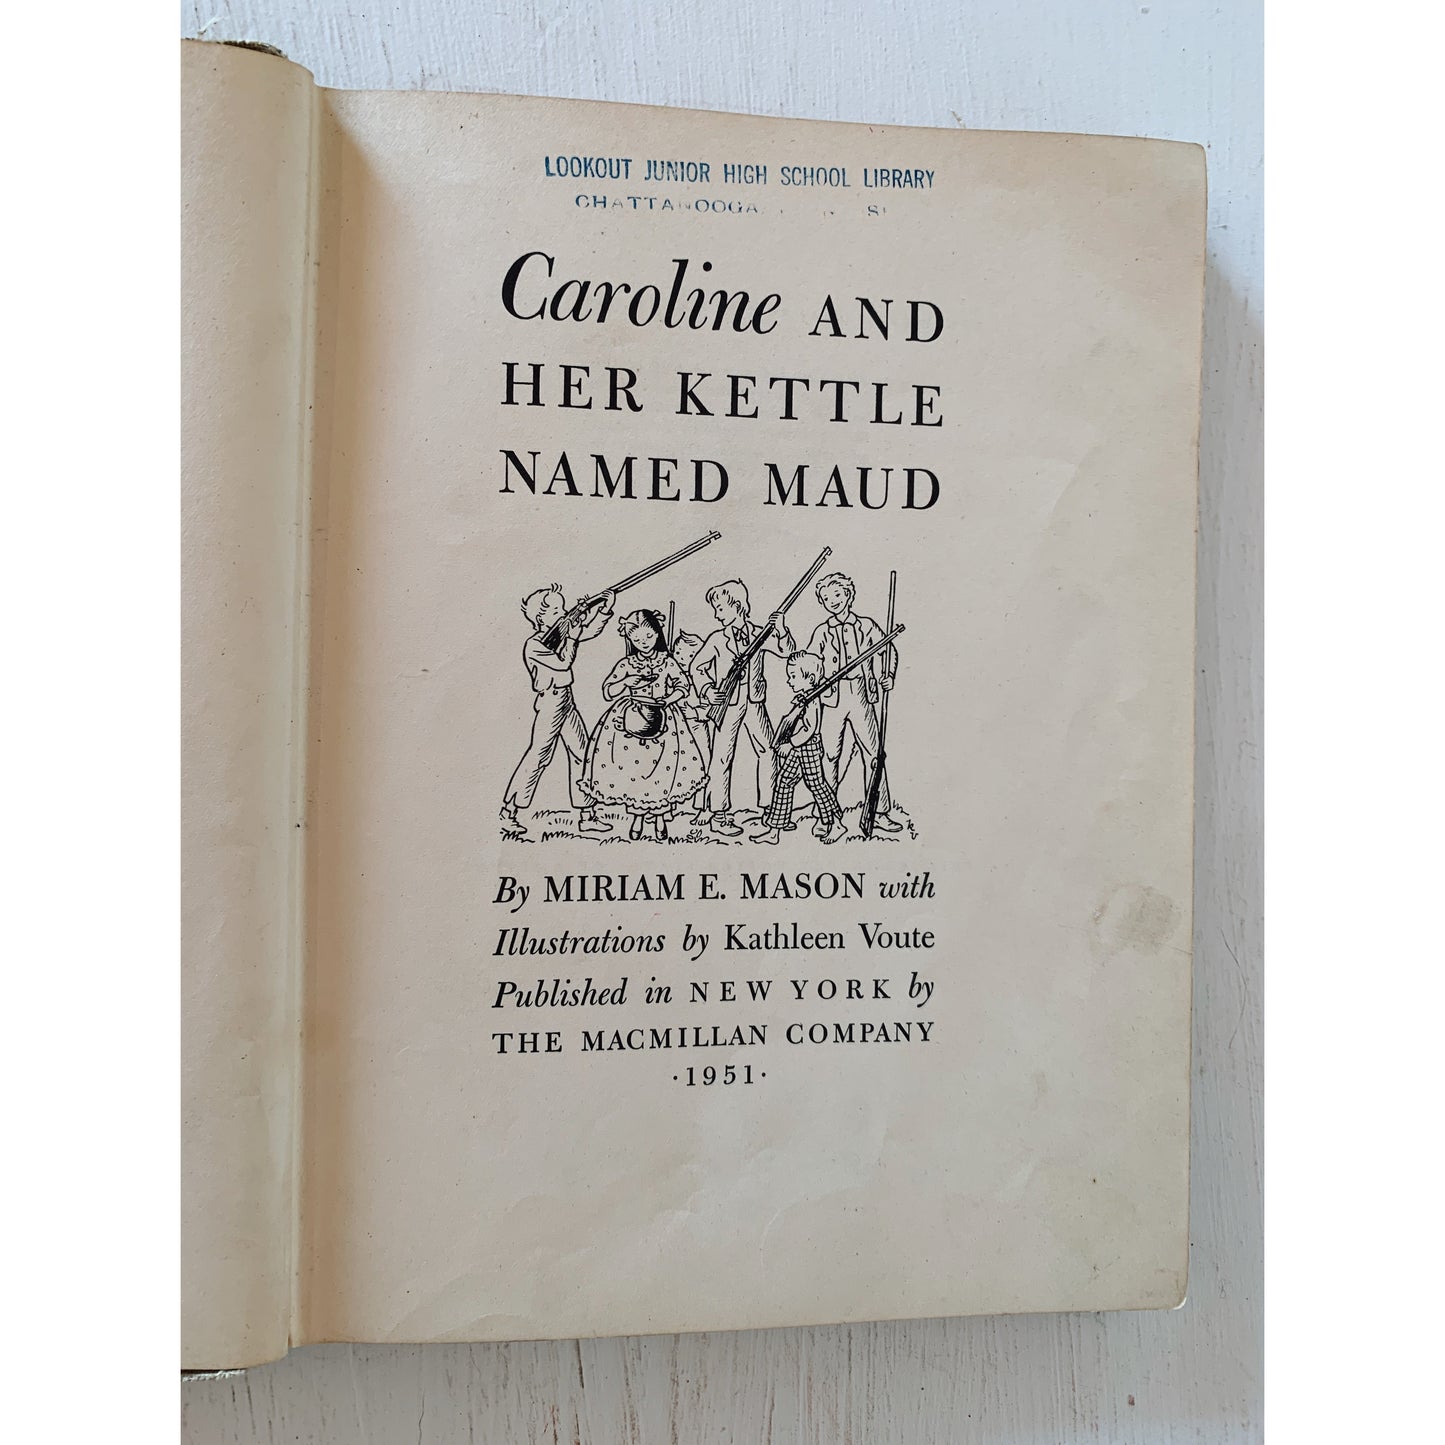 LOOKOUT JUNIOR HIGH SCHOOL LIBRARY
CHATTANOOGA,
Caroline AND
HER KETTLE
NAMED MAUD
By MIRIAM E. MASON with
Illustrations by Kathleen Voute
Published in NEW YORK by
THE MACMILLAN COMPANY
·1951·